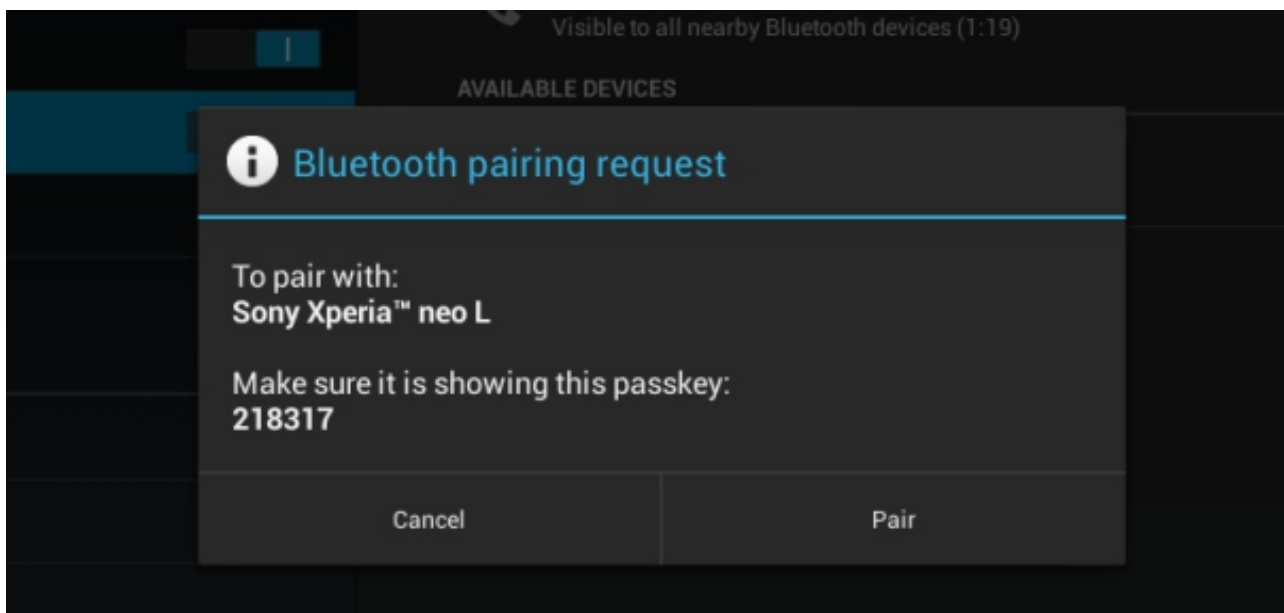 Visible to all nearby Bluetooth devices (1:19)
AVAILABLE DEVICES
Bluetooth pairing request
To pair with:
Sony Xperia™ neo L
Make sure it is showing this passkey:
218317
Cancel
Pair